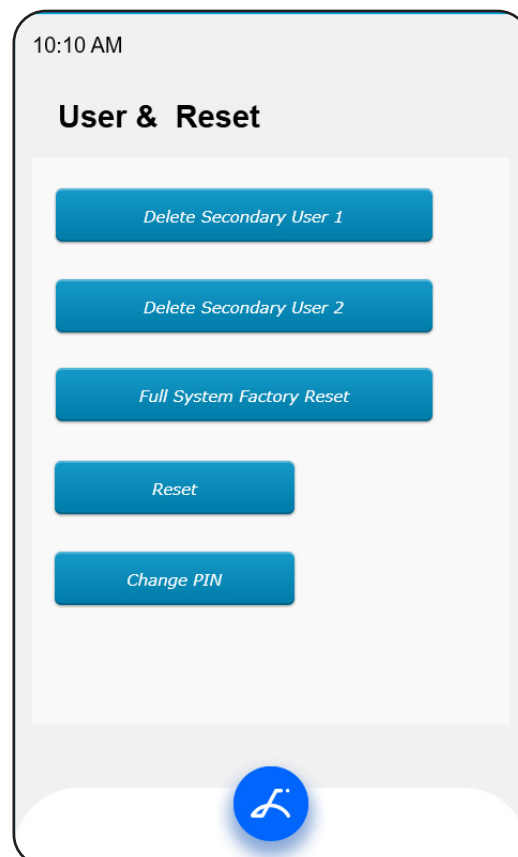 10:10 AM
User & Reset
Delete Secondary User 1
Delete Secondary User 2
Full System Factory Reset
Reset
Change PIN